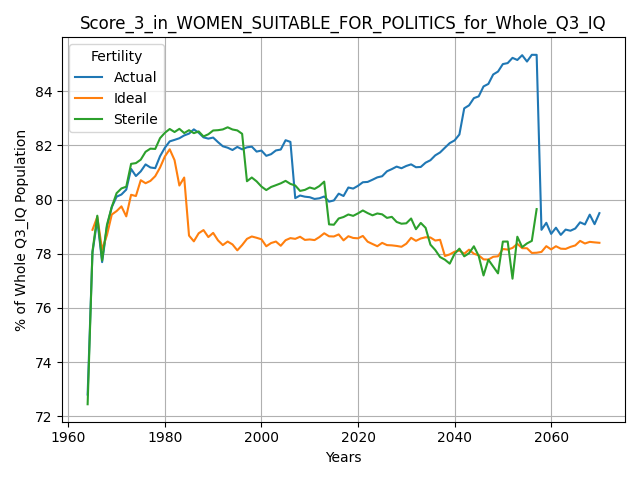 Score_3_in_WOMEN_SUITABLE_FOR_POLITICS_for_Whole_Q3_IQ
Fertility
Actual
Ideal
Sterile
% of Whole Q3_IQ Population
84
82
80
78
76
74
72
1960
1980
2000
2020
2040
2060
Years